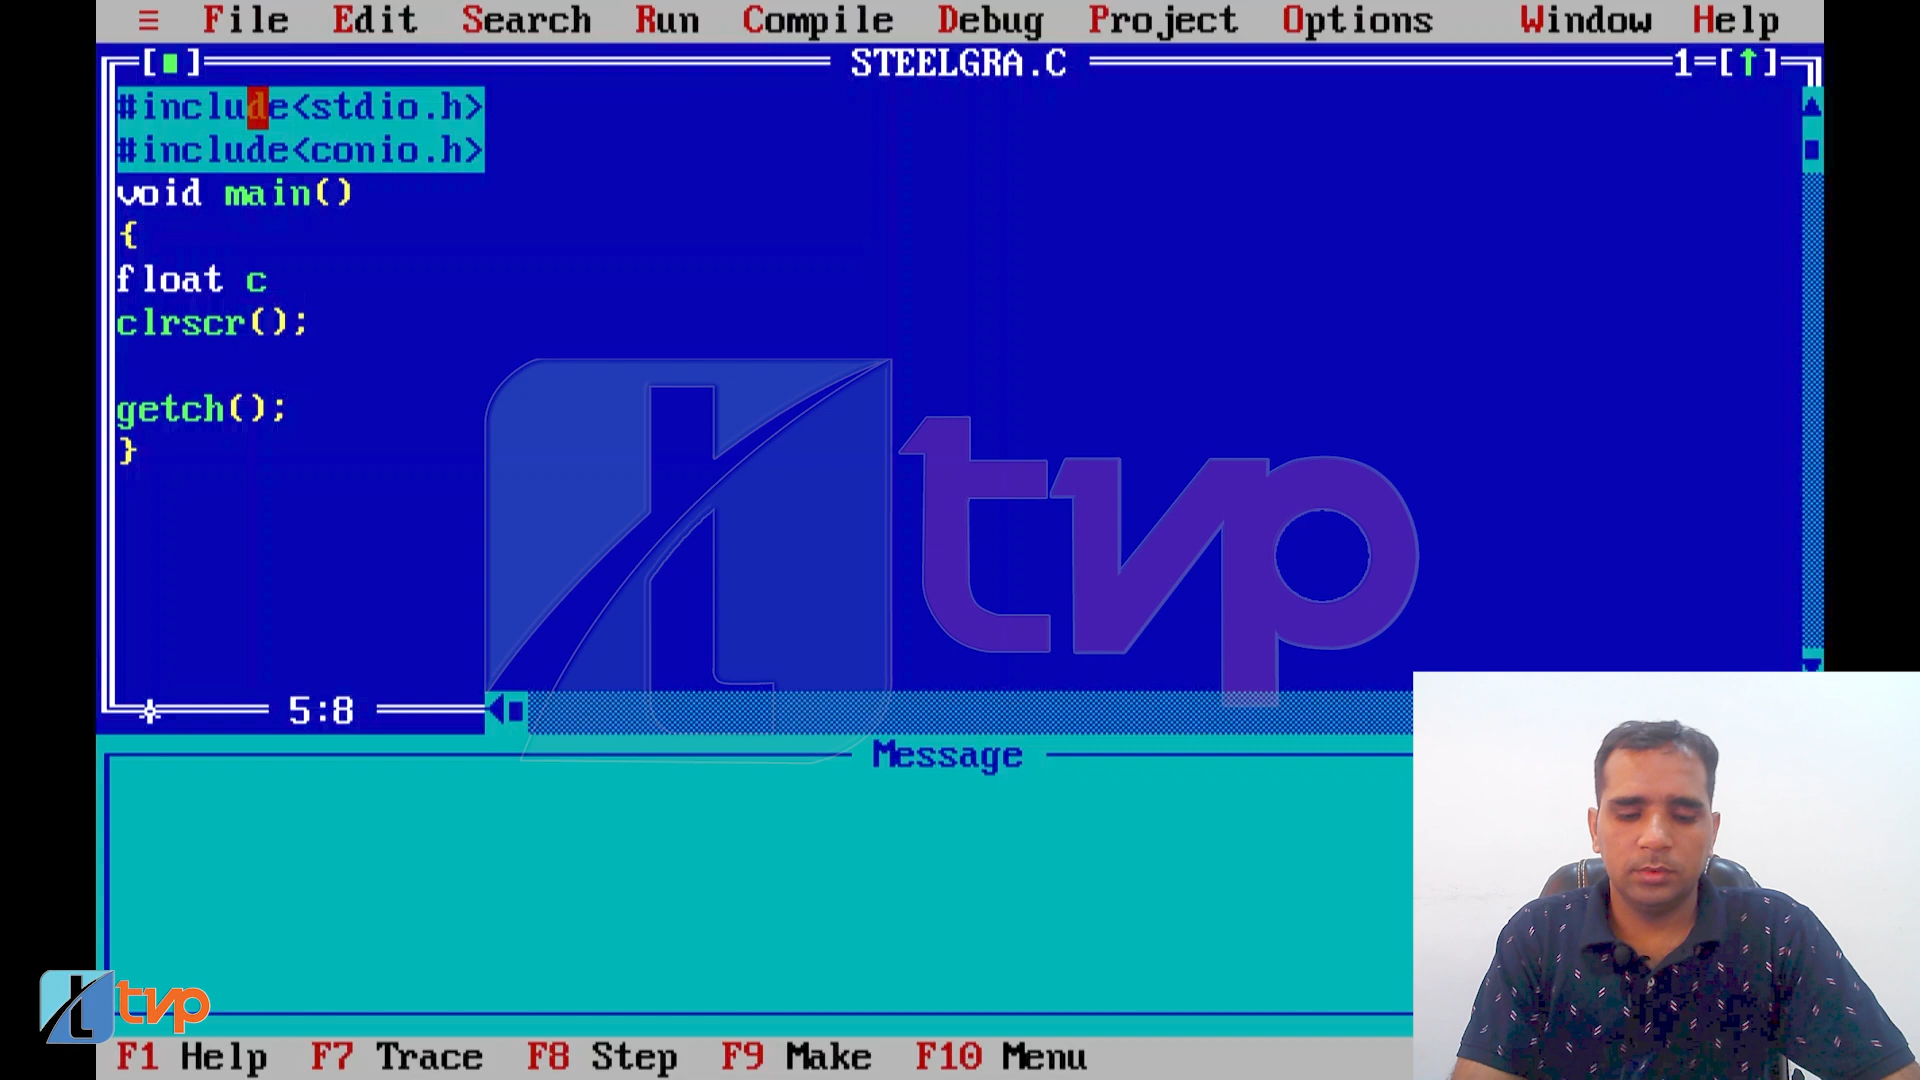 ≡ File Edit Search Run Compile Debug Project Options Window Help
[■] STEELGRA.C 1=[↑]
#include<stdio.h>
#include<conio.h>
void main()
{
float c
clrscr();
getch();
}
tvp
5:8
Message
tvp
F1 Help F7 Trace F8 Step F9 Make F10 Menu